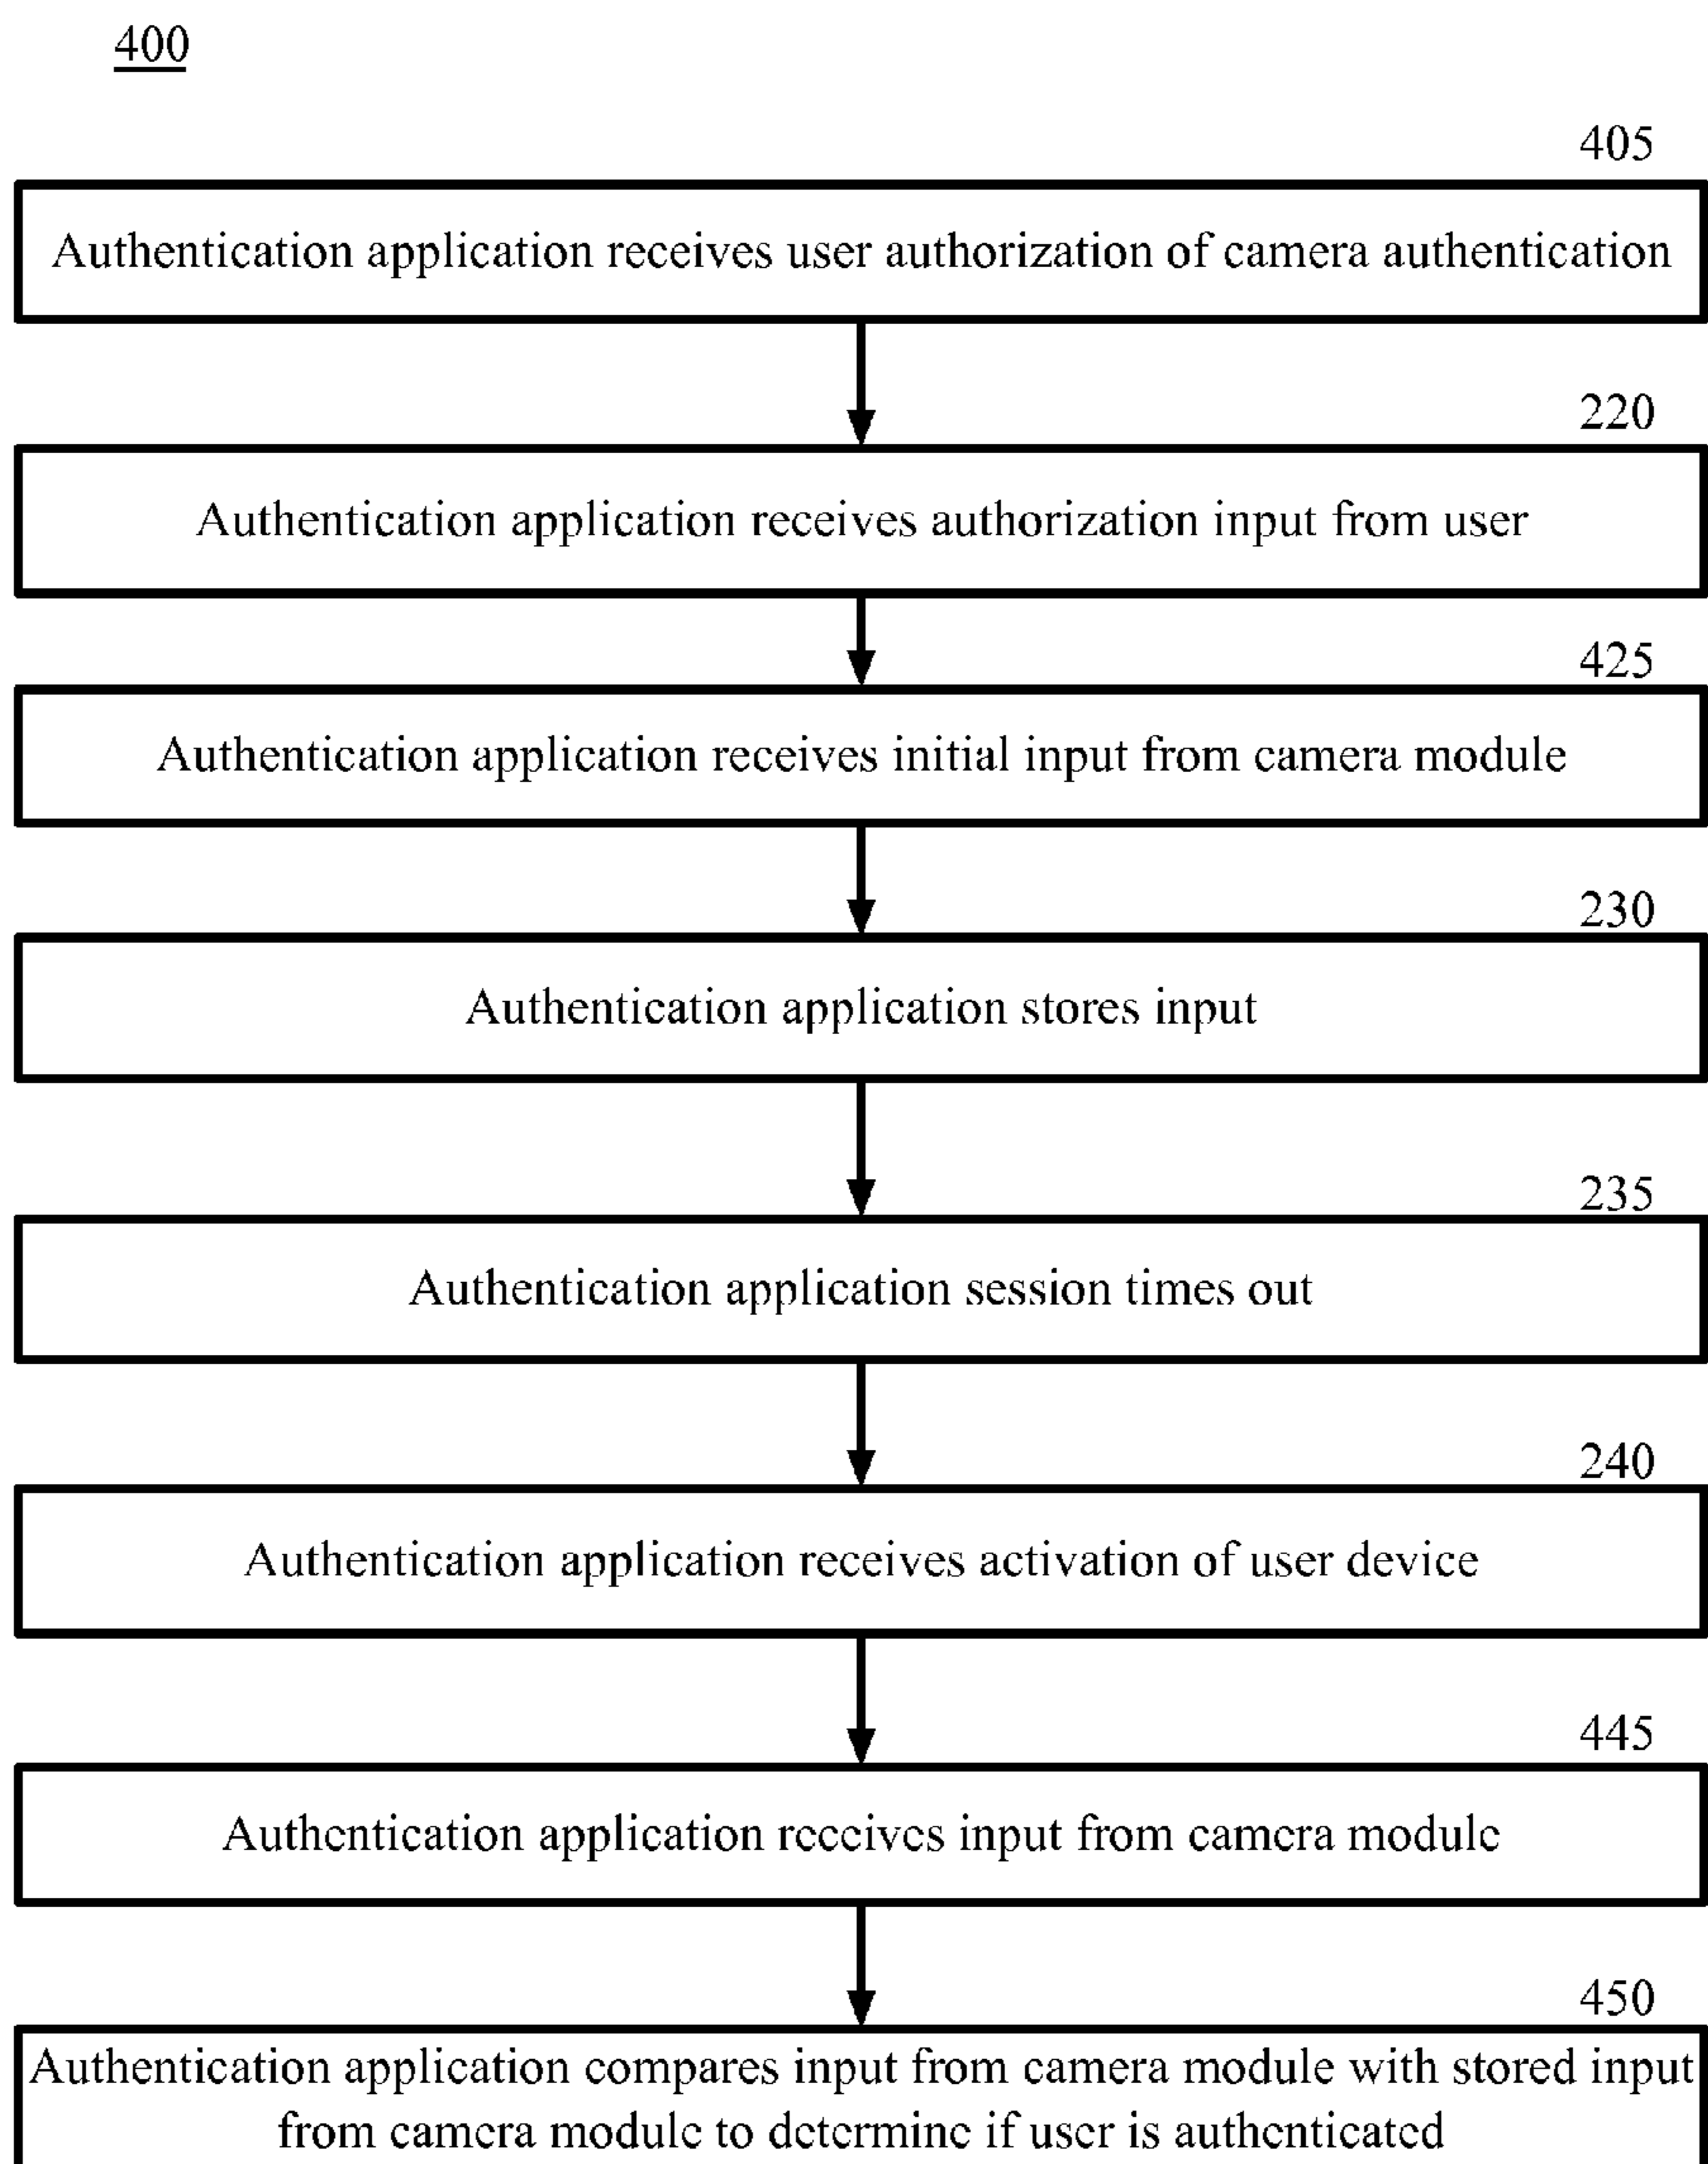 400
405
Authentication application receives user authorization of camera authentication
220
Authentication application receives authorization input from user
425
Authentication application receives initial input from camera module
230
Authentication application stores input
235
Authentication application session times out
240
Authentication application receives activation of user device
445
Authentication application receives input from camera module
450
Authentication application compares input from camera module with stored input
from camera module to determine if user is authenticated